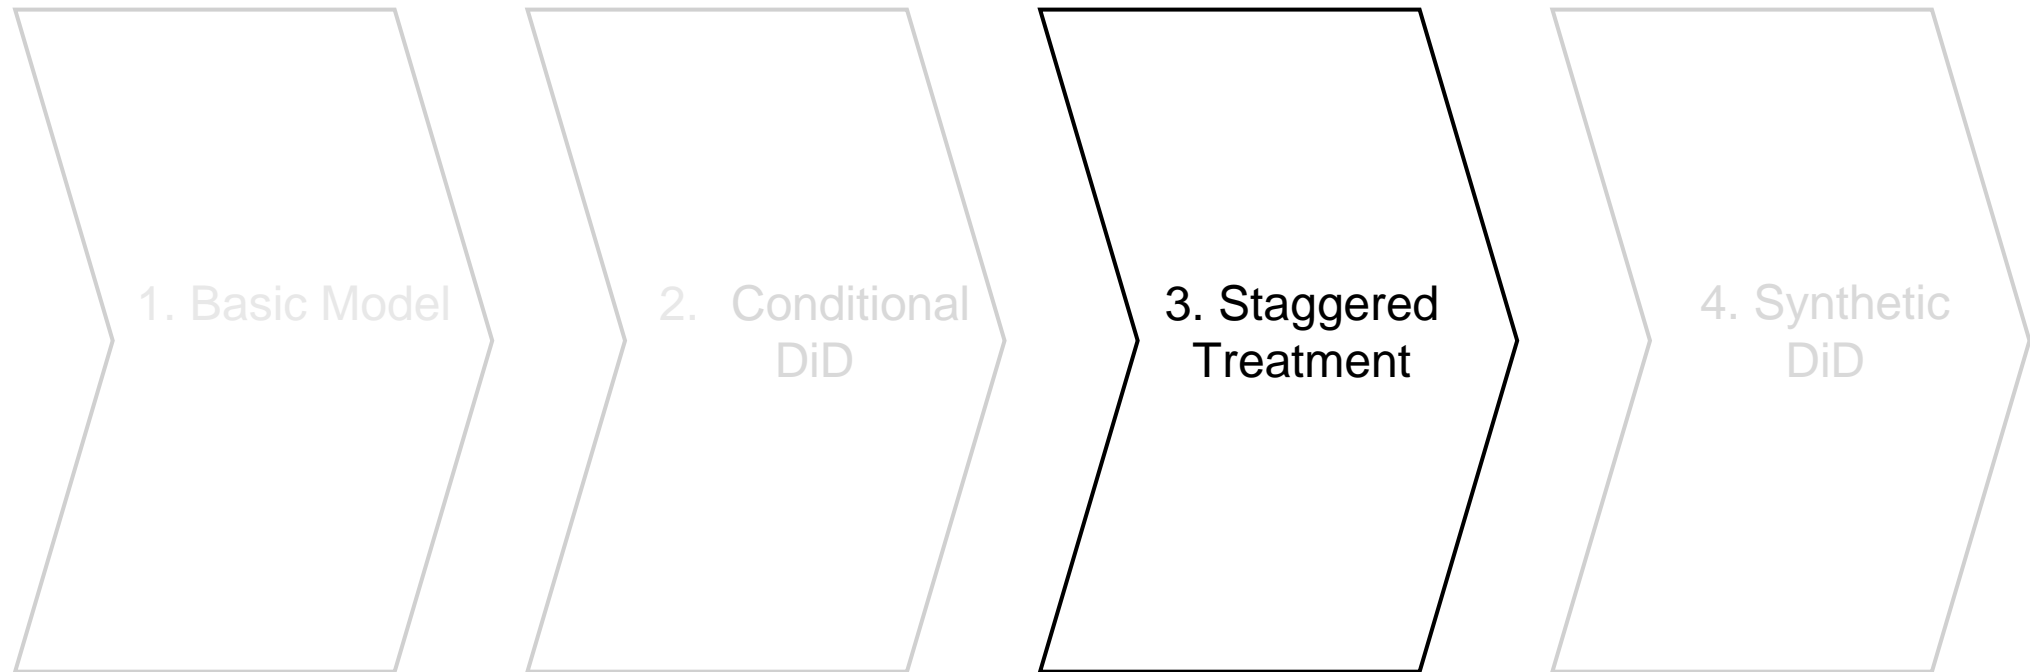 1. Basic Model
2. Conditional
DiD
3. Staggered
Treatment
4. Synthetic
DiD